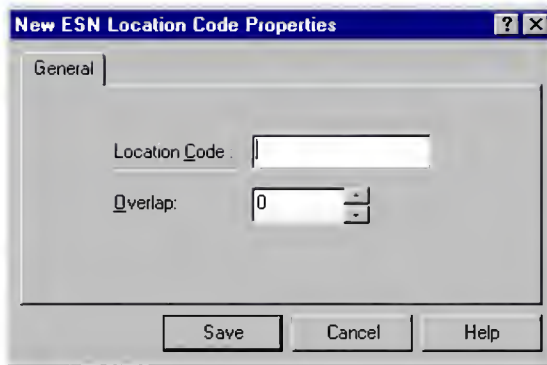 New ESN Location Code Properties
General
Location Code :
Overlap: 0
Save Cancel Help